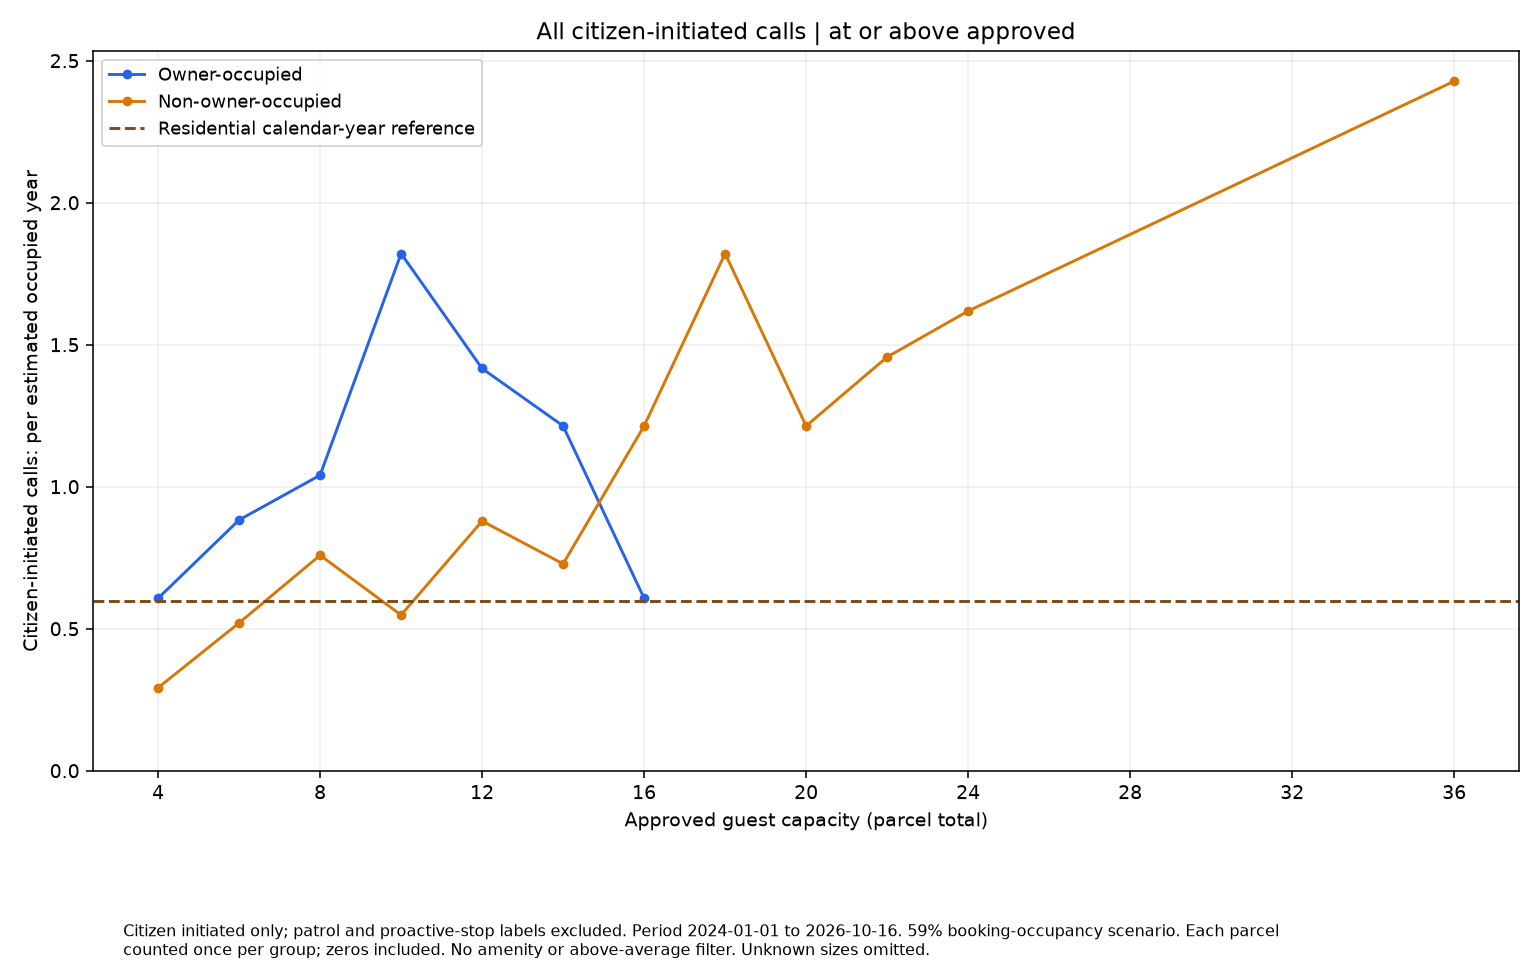 All citizen-initiated calls | at or above approved
Owner-occupied
Non-owner-occupied
Residential calendar-year reference
Citizen-initiated calls: per estimated occupied year
2.5
2.0
1.5
1.0
0.5
0.0
4 8 12 16 20 24 28 32 36
Approved guest capacity (parcel total)
Citizen initiated only; patrol and proactive-stop labels excluded. Period 2024-01-01 to 2026-10-16. 59% booking-occupancy scenario. Each parcel
counted once per group; zeros included. No amenity or above-average filter. Unknown sizes omitted.